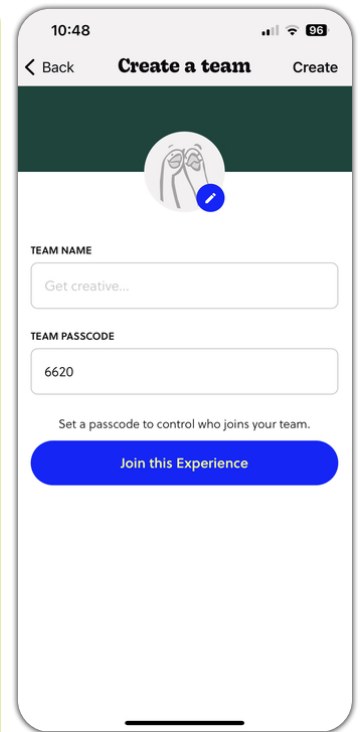 10:48
96
Back
Create a team
Create
TEAM NAME
Get creative...
TEAM PASSCODE
6620
Set a passcode to control who joins your team.
Join this Experience